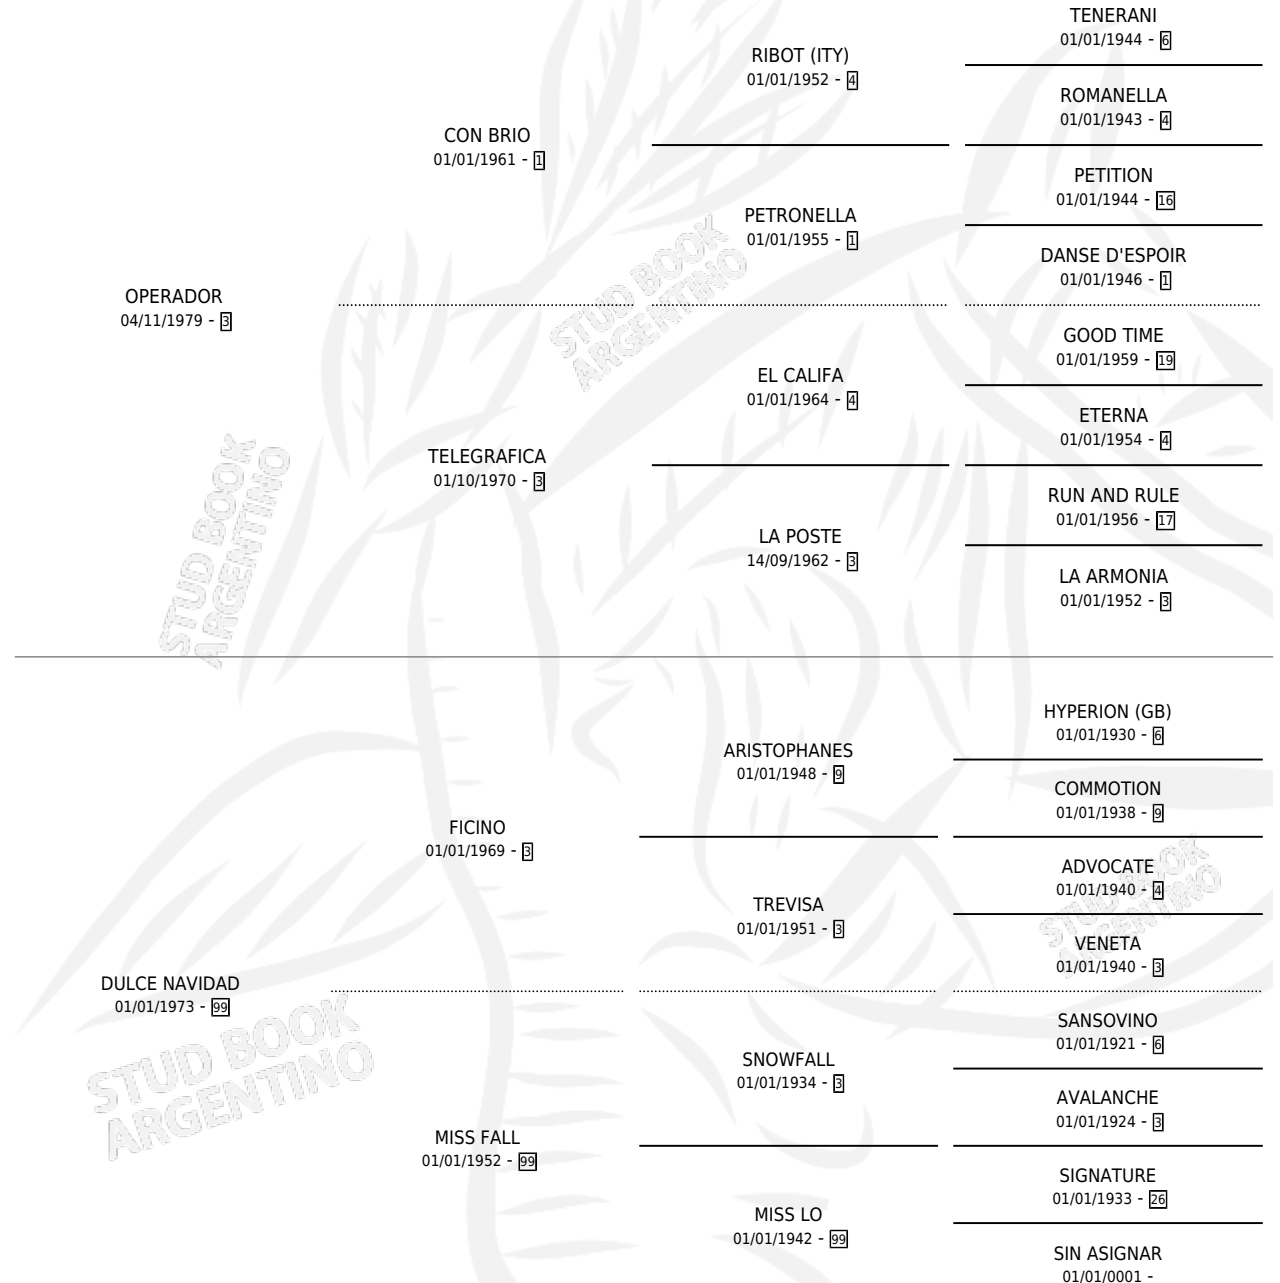 TENERANI
01/01/1944 - 6
RIBOT (ITY)
01/01/1952 - 4
ROMANELLA
01/01/1943 - 4
CON BRIO
01/01/1961 - 1
PETITION
01/01/1944 - 16
PETRONELLA
01/01/1955 - 1
DANSE D'ESPOIR
01/01/1946 - 1
OPERADOR
04/11/1979 - 3
GOOD TIME
01/01/1959 - 19
EL CALIFA
01/01/1964 - 4
ETERNA
01/01/1954 - 4
TELEGRAFICA
01/10/1970 - 3
RUN AND RULE
01/01/1956 - 17
LA POSTE
14/09/1962 - 3
LA ARMONIA
01/01/1952 - 3
HYPERION (GB)
01/01/1930 - 6
ARISTOPHANES
01/01/1948 - 9
COMMOTION
01/01/1938 - 9
FICINO
01/01/1969 - 3
ADVOCATE
01/01/1940 - 4
TREVISA
01/01/1951 - 3
VENETA
01/01/1940 - 3
DULCE NAVIDAD
01/01/1973 - 99
SANSOVINO
01/01/1921 - 6
SNOWFALL
01/01/1934 - 3
AVALANCHE
01/01/1924 - 3
MISS FALL
01/01/1952 - 99
SIGNATURE
01/01/1933 - 26
MISS LO
01/01/1942 - 99
SIN ASIGNAR
01/01/0001 -
STUD BOOK
ARGENTINO
STUD BOOK
ARGENTINO
STUD BOOK
ARGENTINO
STUD BOOK
ARGENTINO